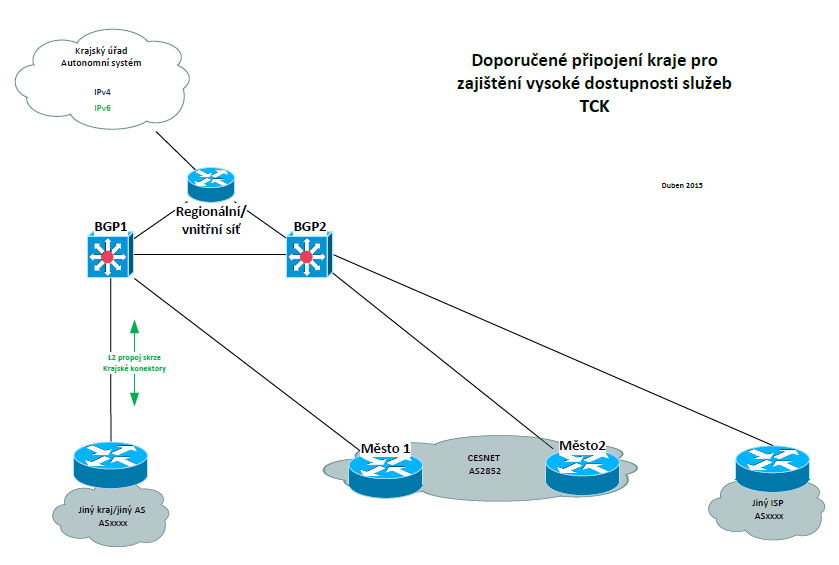 Krajský úřad
Autonomní systém
IPv4
IPv6
Doporučené připojení kraje pro
zajištění vysoké dostupnosti služeb
TCK
Duben 2015
Regionální/
vnitřní síť
BGP1
BGP2
L2 propoj skrze
Krajské konektory
Město 1
CESNET
AS2852
Město2
Jiný kraj/jiný AS
ASxxxx
Jiný ISP
ASxxxx